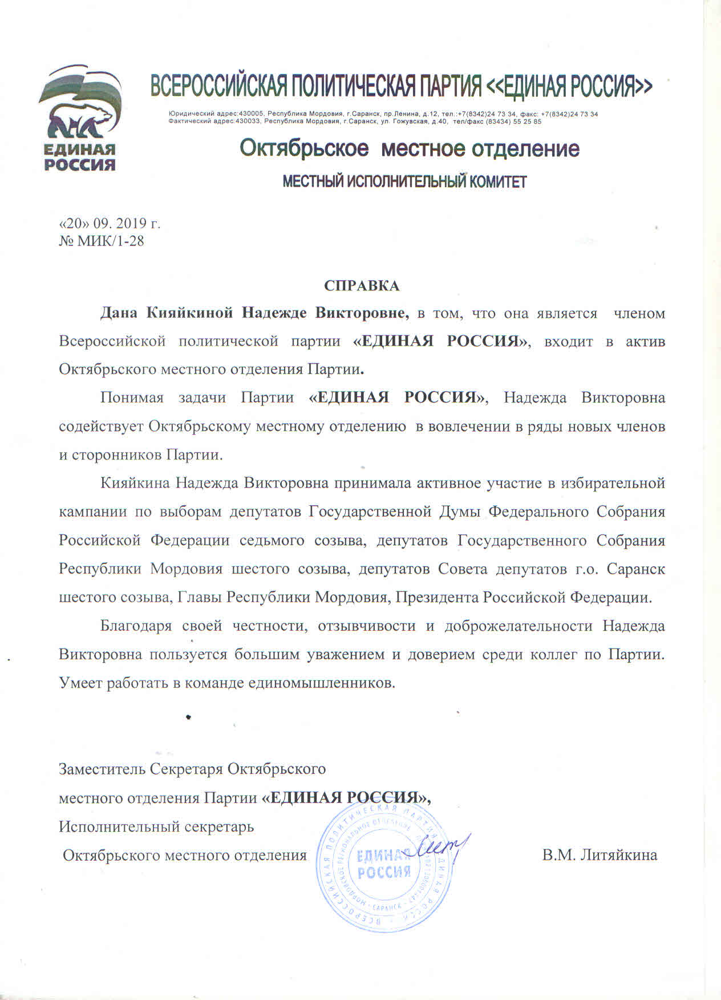 ВСЕРОССИЙСКАЯ ПОЛИТИЧЕСКАЯ ПАРТИЯ <<ЕДИНАЯ РОССИЯ>>
Юридический адрес:430005, Республика Мордовия, г.Саранск, пр.Ленина, д.12, тел.:+7(8342)24 73 34, факс: +7(8342)24 73 34
Фактический адрес:430033, Республика Мордовия, г.Саранск, ул. Гожувская, д.40, тел/факс (83434) 55 25 85
ЕДИНАЯ
РОССИЯ
Октябрьское местное отделение
МЕСТНЫЙ ИСПОЛНИТЕЛЬНЫЙ КОМИТЕТ
«20» 09. 2019 г.
№ МИК/1-28
СПРАВКА
Дана Кияйкиной Надежде Викторовне, в том, что она является членом
Всероссийской политической партии «ЕДИНАЯ РОССИЯ», входит в актив
Октябрьского местного отделения Партии.
Понимая задачи Партии «ЕДИНАЯ РОССИЯ», Надежда Викторовна
содействует Октябрьскому местному отделению в вовлечении в ряды новых членов
и сторонников Партии.
Кияйкина Надежда Викторовна принимала активное участие в избирательной
кампании по выборам депутатов Государственной Думы Федерального Собрания
Российской Федерации седьмого созыва, депутатов Государственного Собрания
Республики Мордовия шестого созыва, депутатов Совета депутатов г.о. Саранск
шестого созыва, Главы Республики Мордовия, Президента Российской Федерации.
Благодаря своей честности, отзывчивости и доброжелательности Надежда
Викторовна пользуется большим уважением и доверием среди коллег по Партии.
Умеет работать в команде единомышленников.
Заместитель Секретаря Октябрьского
местного отделения Партии «ЕДИНАЯ РОССИЯ»,
Исполнительный секретарь
Октябрьского местного отделения В.М. Литяйкина
ВСЕРОССИЙСКАЯ ПОЛИТИЧЕСКАЯ ПАРТИЯ ЕДИНАЯ РОССИЯ
МОРДОВСКОЕ РЕГИОНАЛЬНОЕ ОТДЕЛЕНИЕ
САРАНСК
ЕДИНАЯ
РОССИЯ